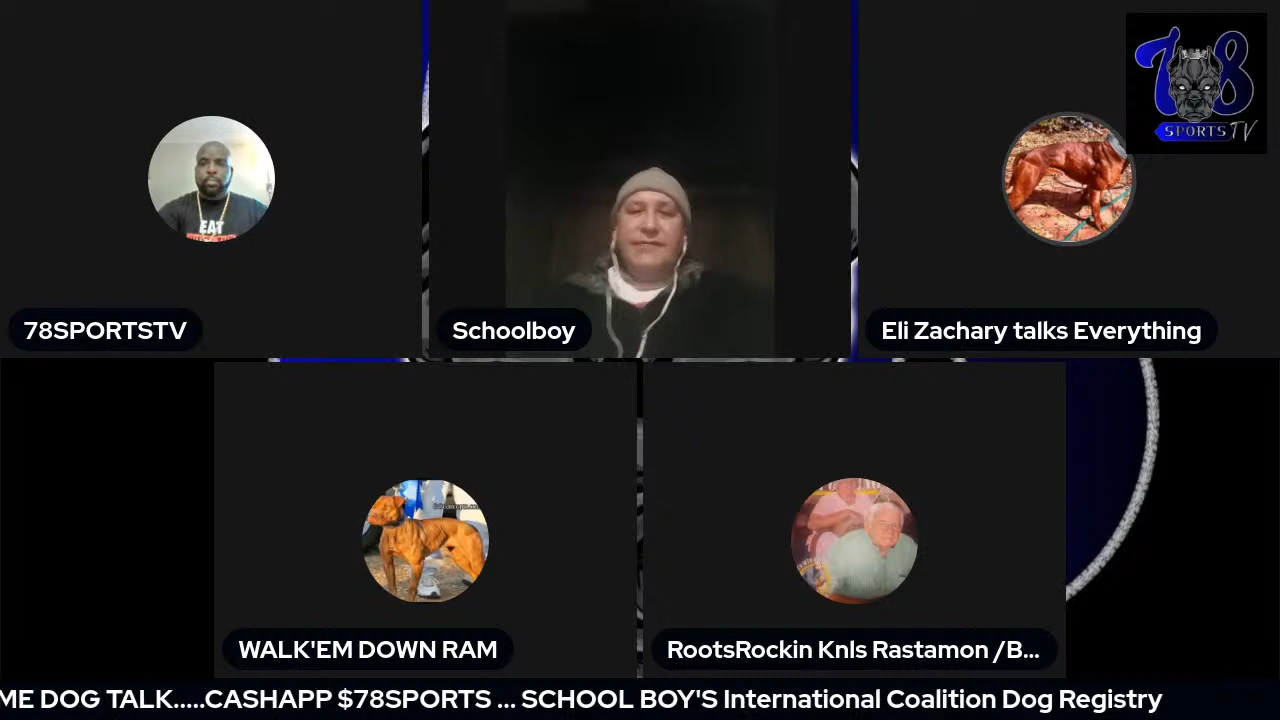 78
SPORTS TV
EAT
78SPORTSTV
Schoolboy
Eli Zachary talks Everything
WALK'EM DOWN RAM
RootsRockin Knls Rastamon /B...
ME DOG TALK.....CASHAPP $78SPORTS ... SCHOOL BOY'S International Coalition Dog Registry